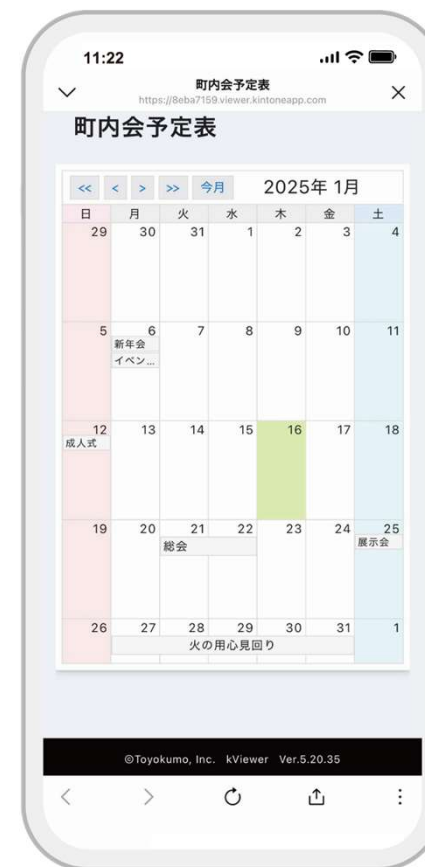 11:22
町内会予定表
https://8eba7159.viewer.kintoneapp.com
町内会予定表
<< < > >> 今月 2025年 1月
日 月 火 水 木 金 土
29 30 31 1 2 3 4
5 6 7 8 9 10 11
新年会
イベン...
12 13 14 15 16 17 18
成人式
19 20 21 22 23 24 25
総会 展示会
26 27 28 29 30 31 1
火の用心見回り
©Toyokumo, Inc. kViewer Ver.5.20.35